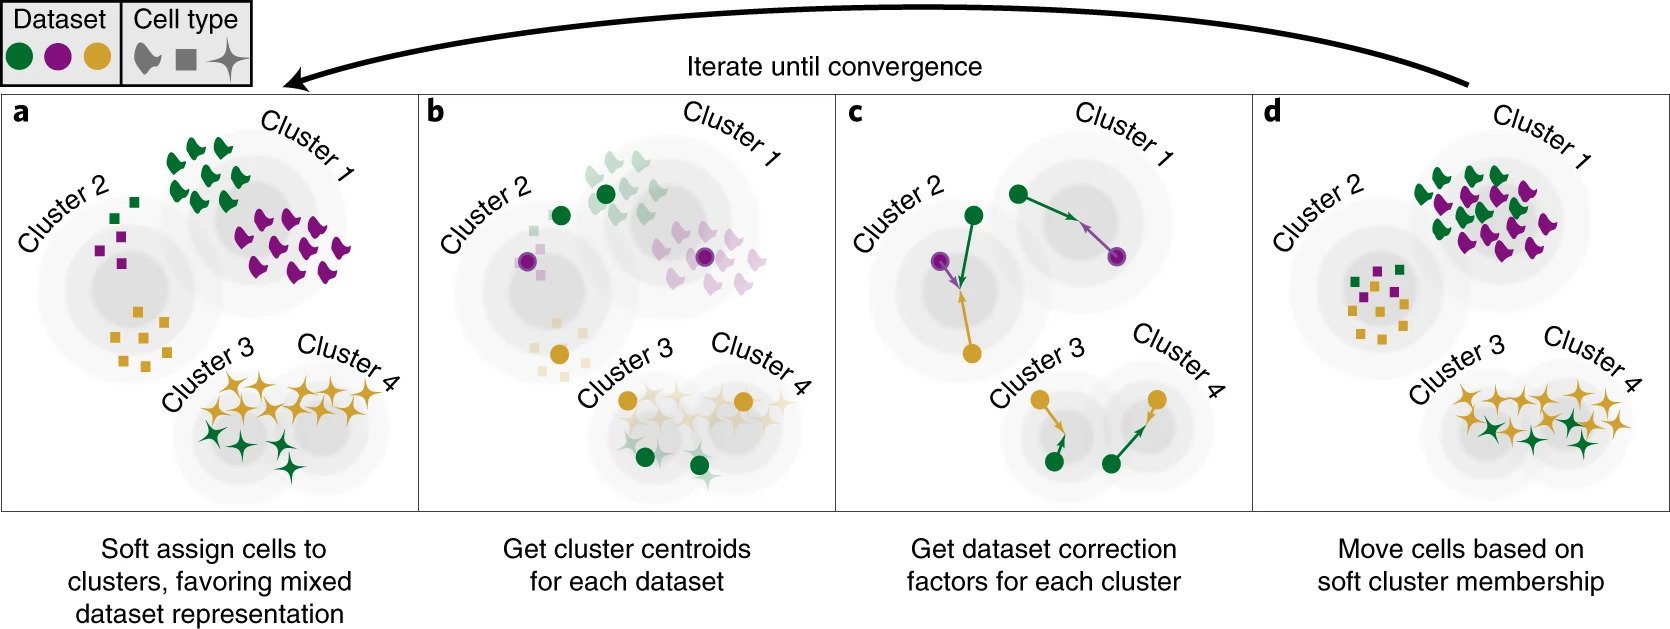 Dataset
Cell type
Iterate until convergence
a
Cluster 1
Cluster 2
Cluster 3
Cluster 4
b
Cluster 1
Cluster 2
Cluster 3
Cluster 4
c
Cluster 1
Cluster 2
Cluster 3
Cluster 4
d
Cluster 1
Cluster 2
Cluster 3
Cluster 4
Soft assign cells to
clusters, favoring mixed
dataset representation
Get cluster centroids
for each dataset
Get dataset correction
factors for each cluster
Move cells based on
soft cluster membership